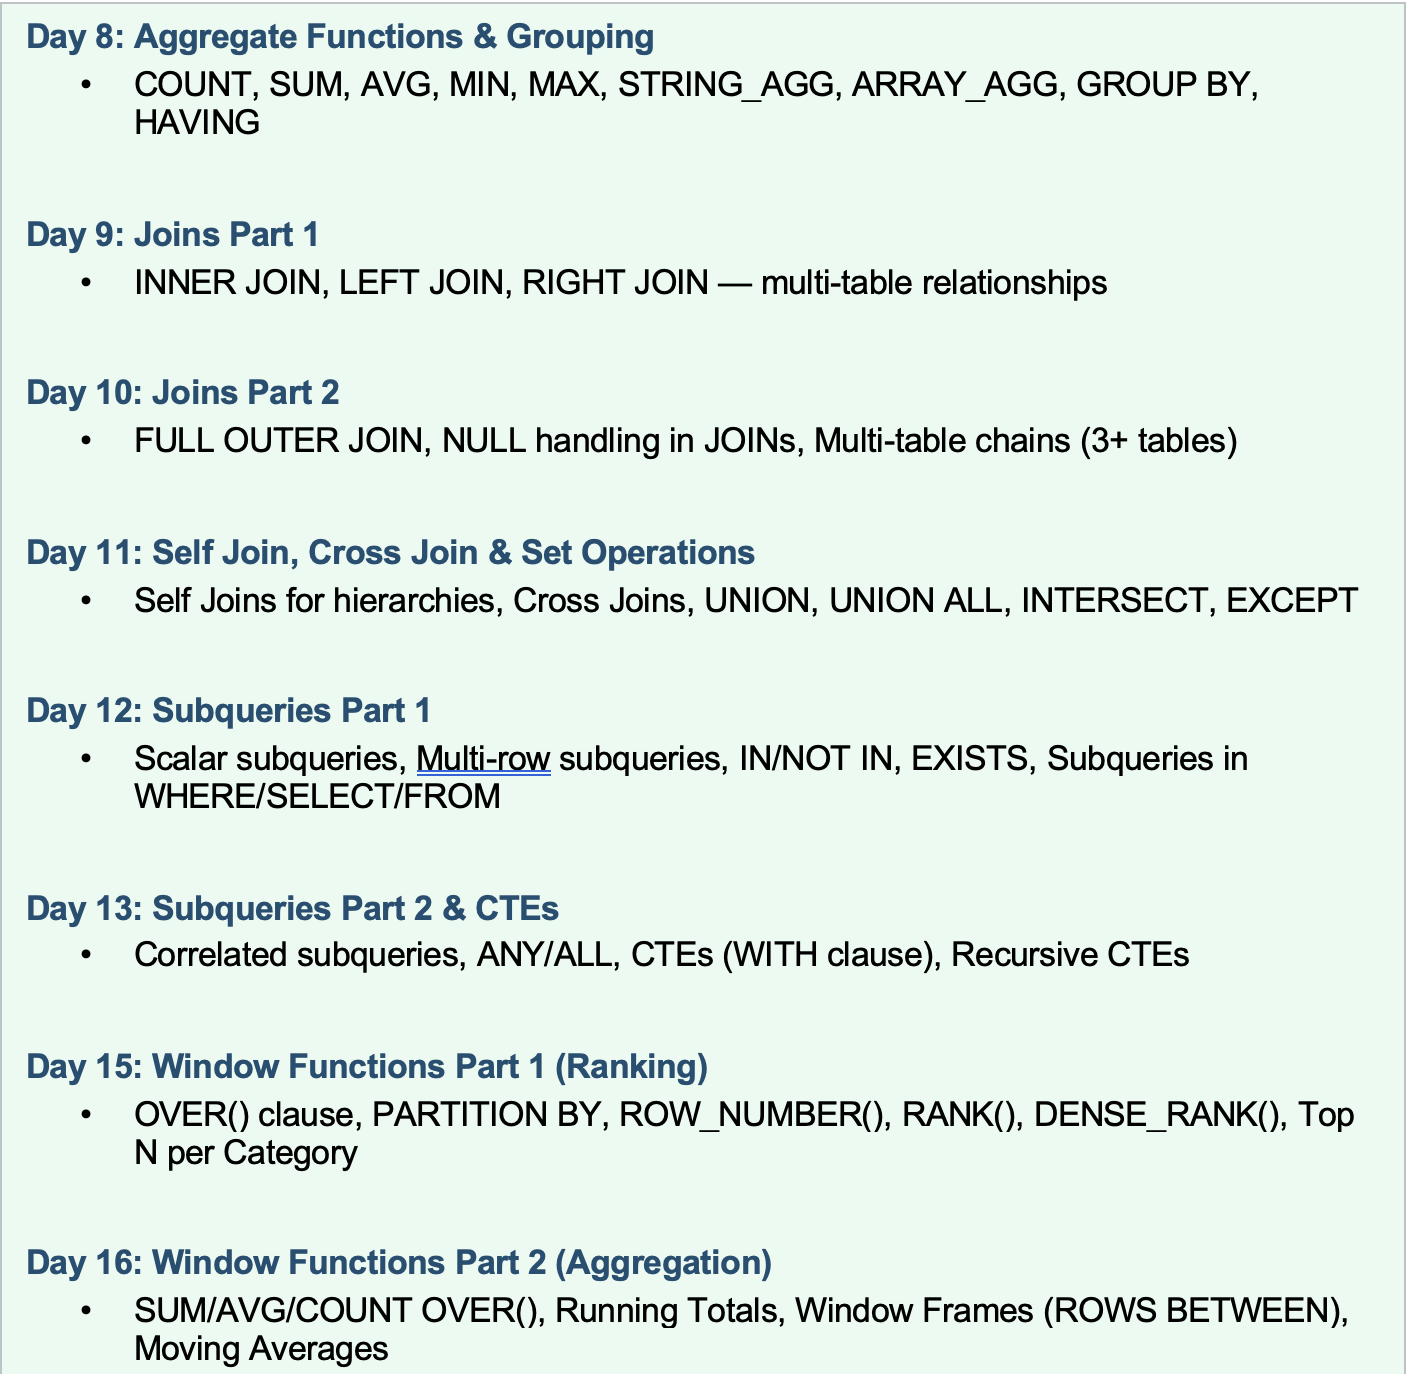 Day 8: Aggregate Functions & Grouping
• COUNT, SUM, AVG, MIN, MAX, STRING_AGG, ARRAY_AGG, GROUP BY,
HAVING
Day 9: Joins Part 1
• INNER JOIN, LEFT JOIN, RIGHT JOIN — multi-table relationships
Day 10: Joins Part 2
• FULL OUTER JOIN, NULL handling in JOINs, Multi-table chains (3+ tables)
Day 11: Self Join, Cross Join & Set Operations
• Self Joins for hierarchies, Cross Joins, UNION, UNION ALL, INTERSECT, EXCEPT
Day 12: Subqueries Part 1
• Scalar subqueries, Multi-row subqueries, IN/NOT IN, EXISTS, Subqueries in
WHERE/SELECT/FROM
Day 13: Subqueries Part 2 & CTEs
• Correlated subqueries, ANY/ALL, CTEs (WITH clause), Recursive CTEs
Day 15: Window Functions Part 1 (Ranking)
• OVER() clause, PARTITION BY, ROW_NUMBER(), RANK(), DENSE_RANK(), Top
N per Category
Day 16: Window Functions Part 2 (Aggregation)
• SUM/AVG/COUNT OVER(), Running Totals, Window Frames (ROWS BETWEEN),
Moving Averages